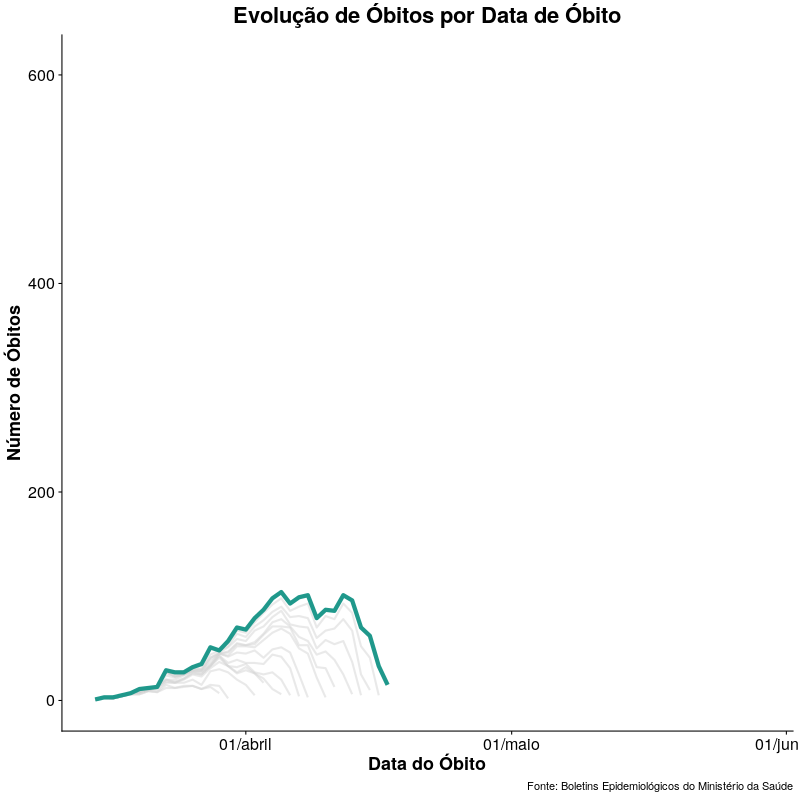 Evolução de Óbitos por Data de Óbito
Número de Óbitos
600
400
200
0
01/abril
01/maio
01/jun
Data do Óbito
Fonte: Boletins Epidemiológicos do Ministério da Saúde